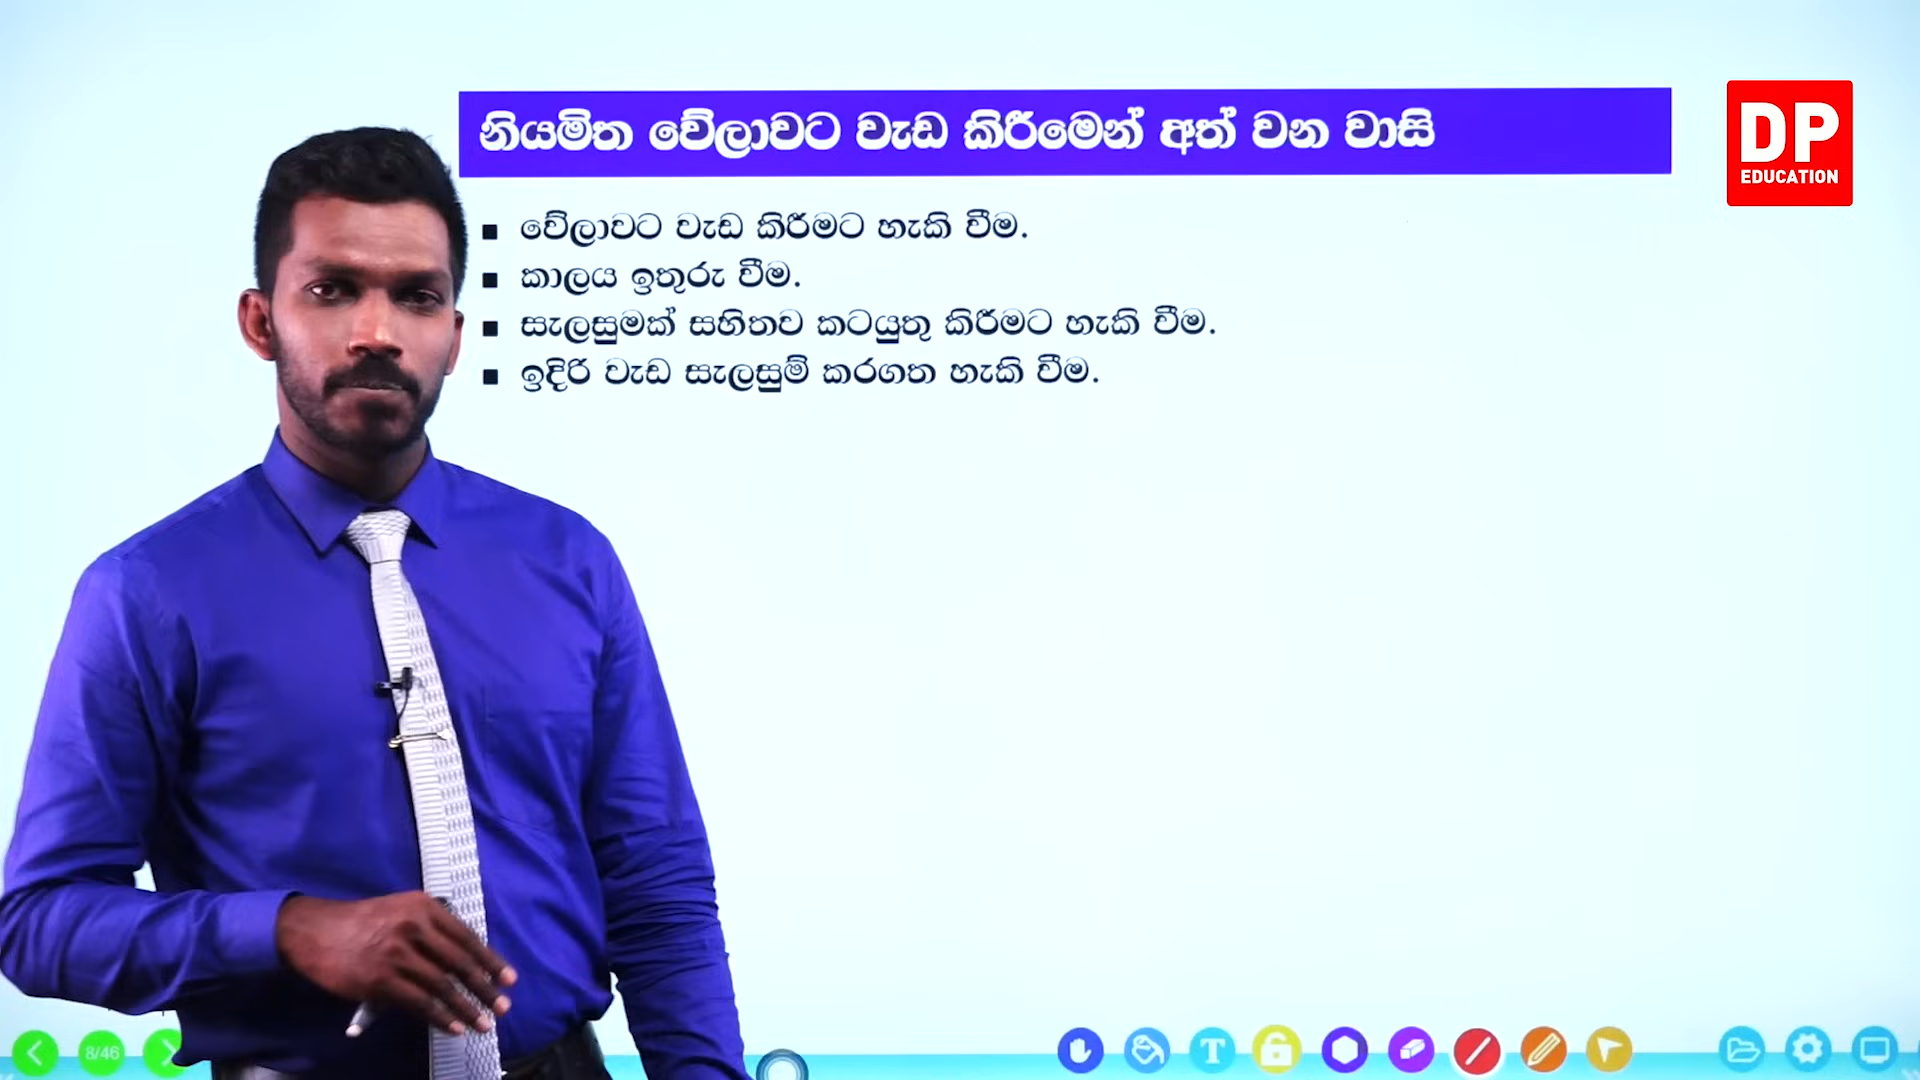 නියමිත වේලාවට වැඩ කිරීමෙන් අත් වන වාසි
DP
EDUCATION
▪ වේලාවට වැඩ කිරීමට හැකි වීම.
▪ කාලය ඉතුරු වීම.
▪ සැලසුමක් සහිතව කටයුතු කිරීමට හැකි වීම.
▪ ඉදිරි වැඩ සැලසුම් කරගත හැකි වීම.
8/46
T